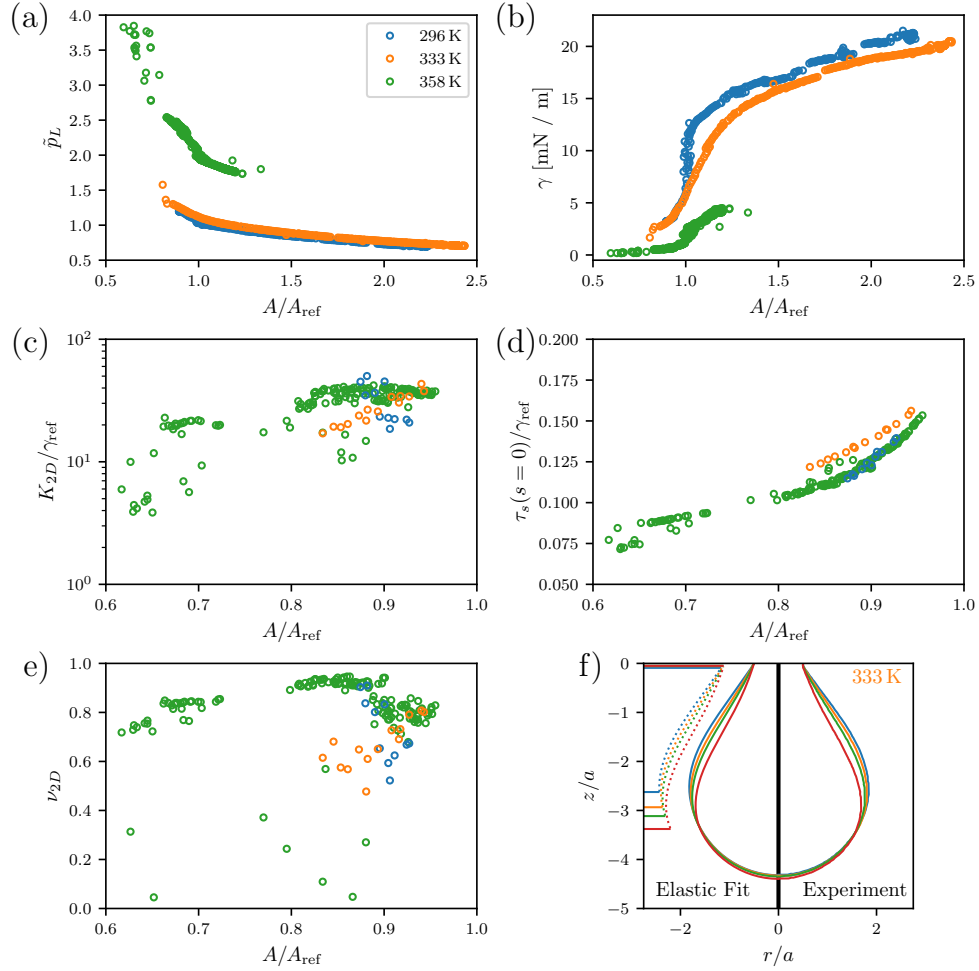 (a)
4.0
3.5
3.0
2.5
2.0
1.5
1.0
0.5
p̃_L
296 K
333 K
358 K
0.5 1.0 1.5 2.0 2.5
A/A_ref
(b)
20
15
10
5
0
γ [mN / m]
0.5 1.0 1.5 2.0 2.5
A/A_ref
(c)
10²
10¹
10⁰
K_2D/γ_ref
0.6 0.7 0.8 0.9 1.0
A/A_ref
(d)
0.200
0.175
0.150
0.125
0.100
0.075
0.050
τ_s(s = 0)/γ_ref
0.6 0.7 0.8 0.9 1.0
A/A_ref
e)
1.0
0.8
0.6
0.4
0.2
0.0
ν_2D
0.6 0.7 0.8 0.9 1.0
A/A_ref
f)
0
−1
−2
−3
−4
−5
z/a
333 K
Elastic Fit
Experiment
−2 0 2
r/a